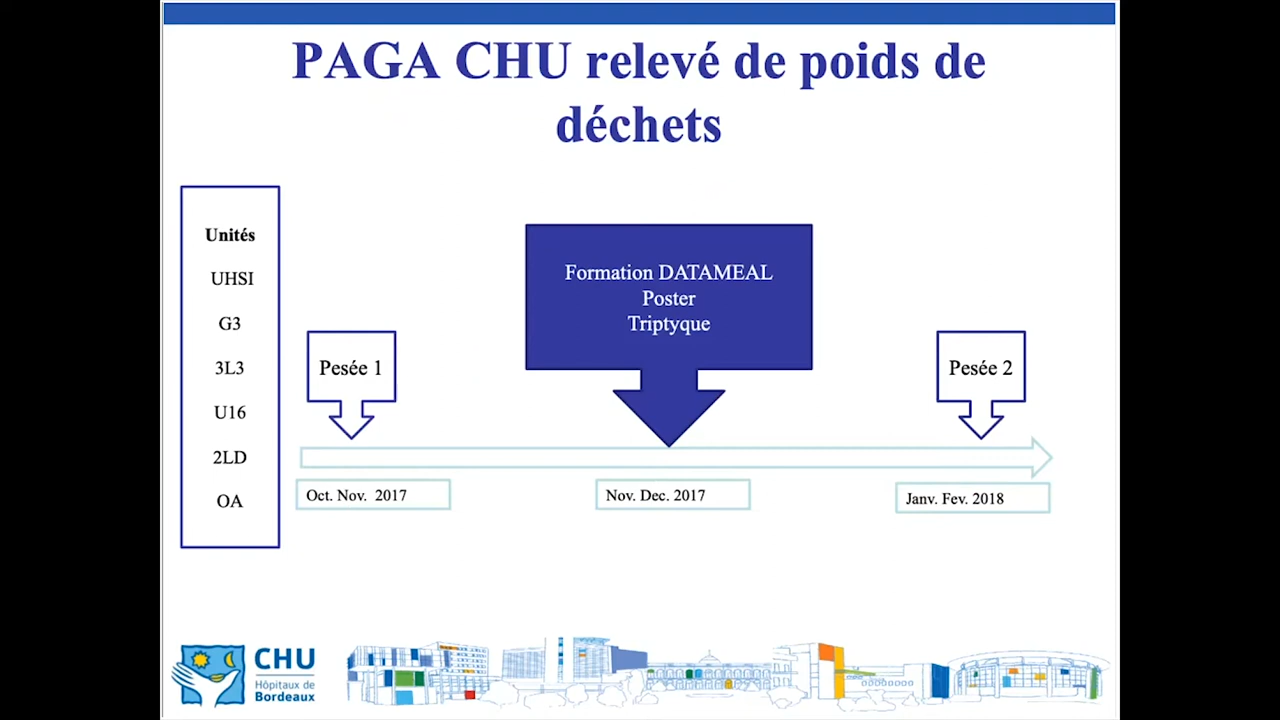 PAGA CHU relevé de poids de
déchets
Unités
UHSI
G3
3L3
U16
2LD
OA
Pesée 1
Formation DATAMEAL
Poster
Triptyque
Pesée 2
Oct. Nov. 2017
Nov. Dec. 2017
Janv. Fev. 2018
CHU
Hôpitaux de
Bordeaux